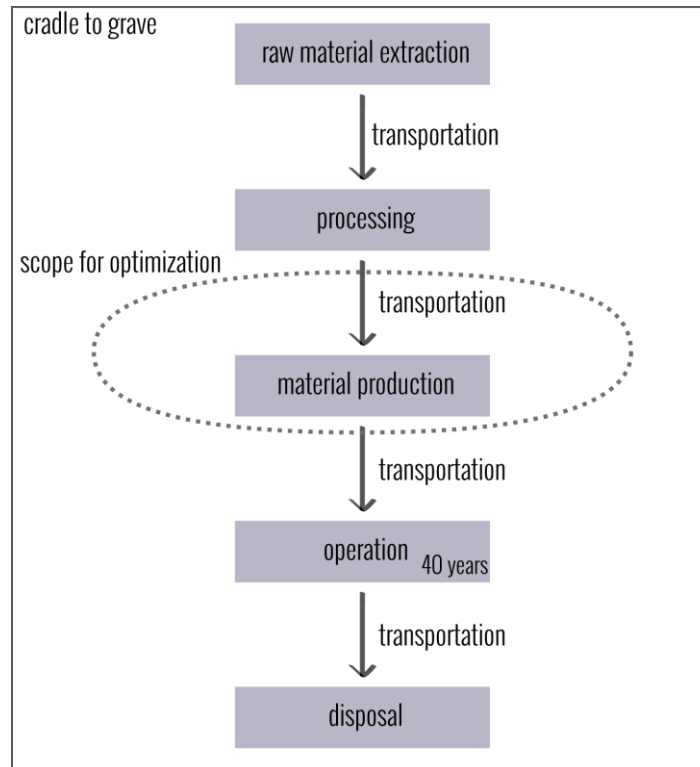 cradle to grave
raw material extraction
transportation
processing
scope for optimization
transportation
material production
transportation
operation
40 years
transportation
disposal